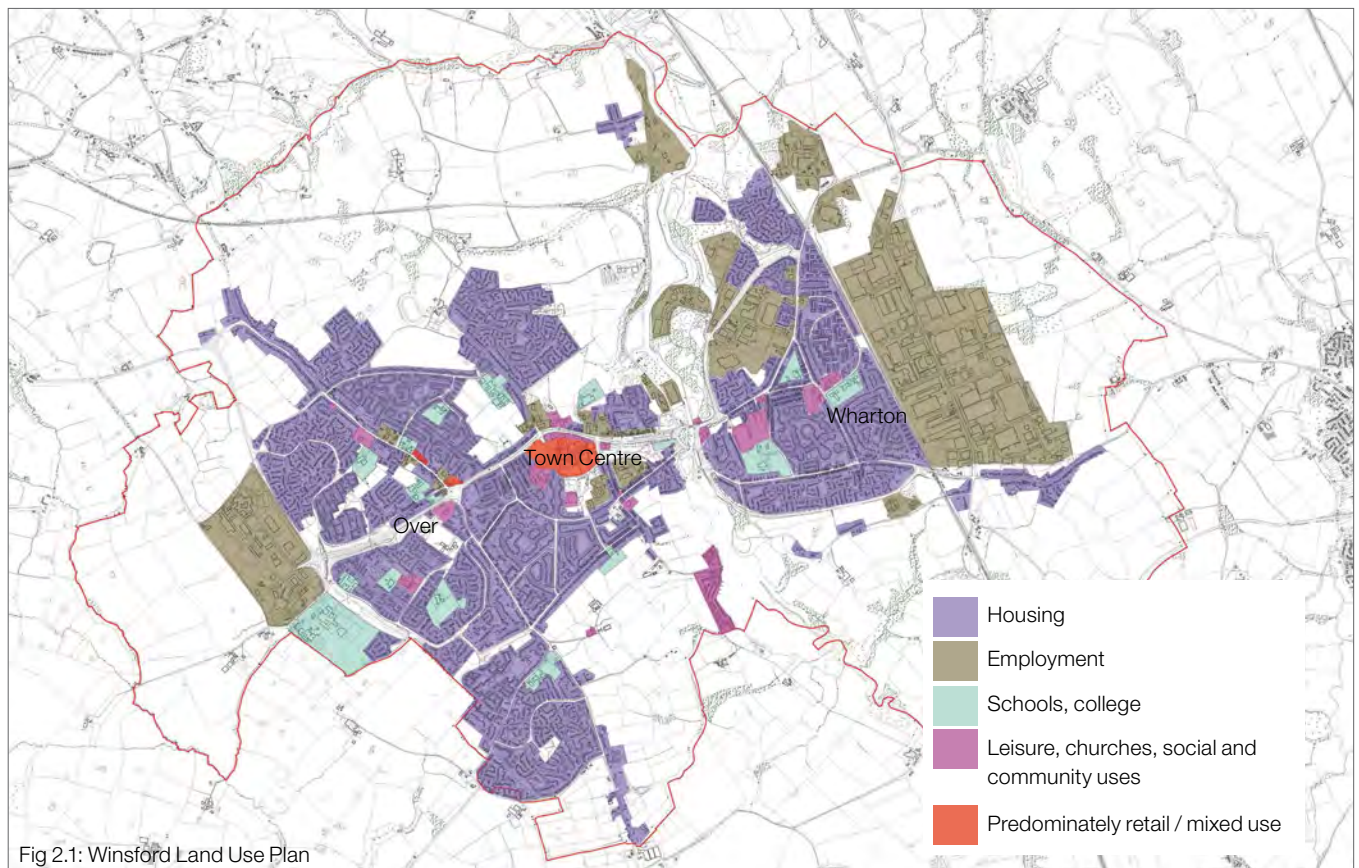 Town Centre
Wharton
Over
Housing
Employment
Schools, college
Leisure, churches, social and
community uses
Predominately retail / mixed use
Fig 2.1: Winsford Land Use Plan